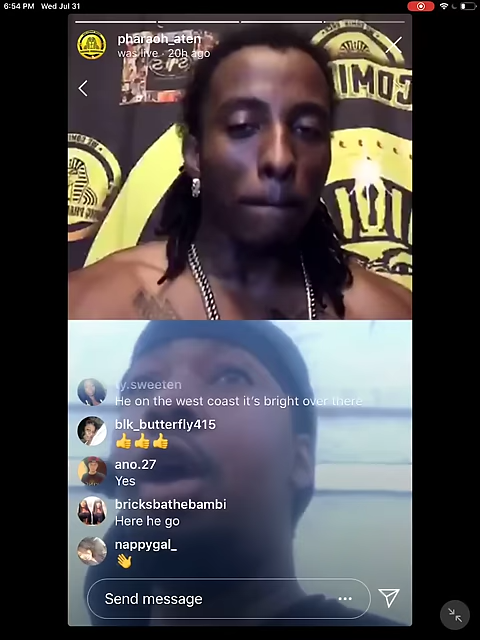 6:54 PM Wed Jul 31
pharaoh_aten
was live · 20h ago
y.sweeten
He on the west coast it's bright over there
blk_butterfly415
👍👍👍
ano.27
Yes
bricksbathebambi
Here he go
nappygal_
👋
Send message